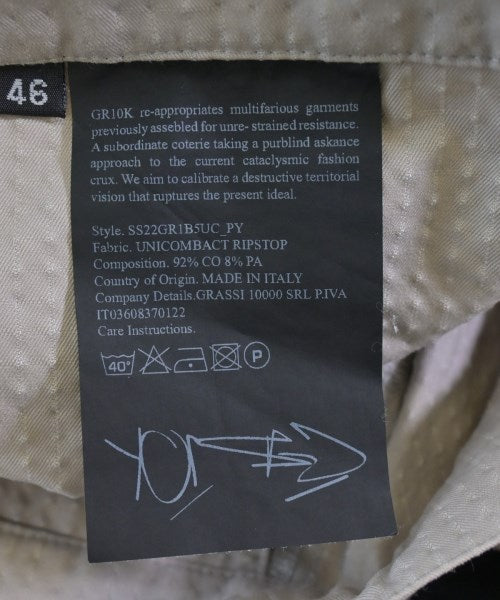 46
GR10K re-appropriates multifarious garments
previously assebled for unre- strained resistance.
A subordinate coterie taking a purblind askance
approach to the current cataclysmic fashion
crux. We aim to calibrate a destructive territorial
vision that ruptures the present ideal.
Style. SS22GR1B5UC_PY
Fabric. UNICOMBACT RIPSTOP
Composition. 92% CO 8% PA
Country of Origin. MADE IN ITALY
Company Details.GRASSI 10000 SRL P.IVA
IT03608370122
Care Instructions.
40° P